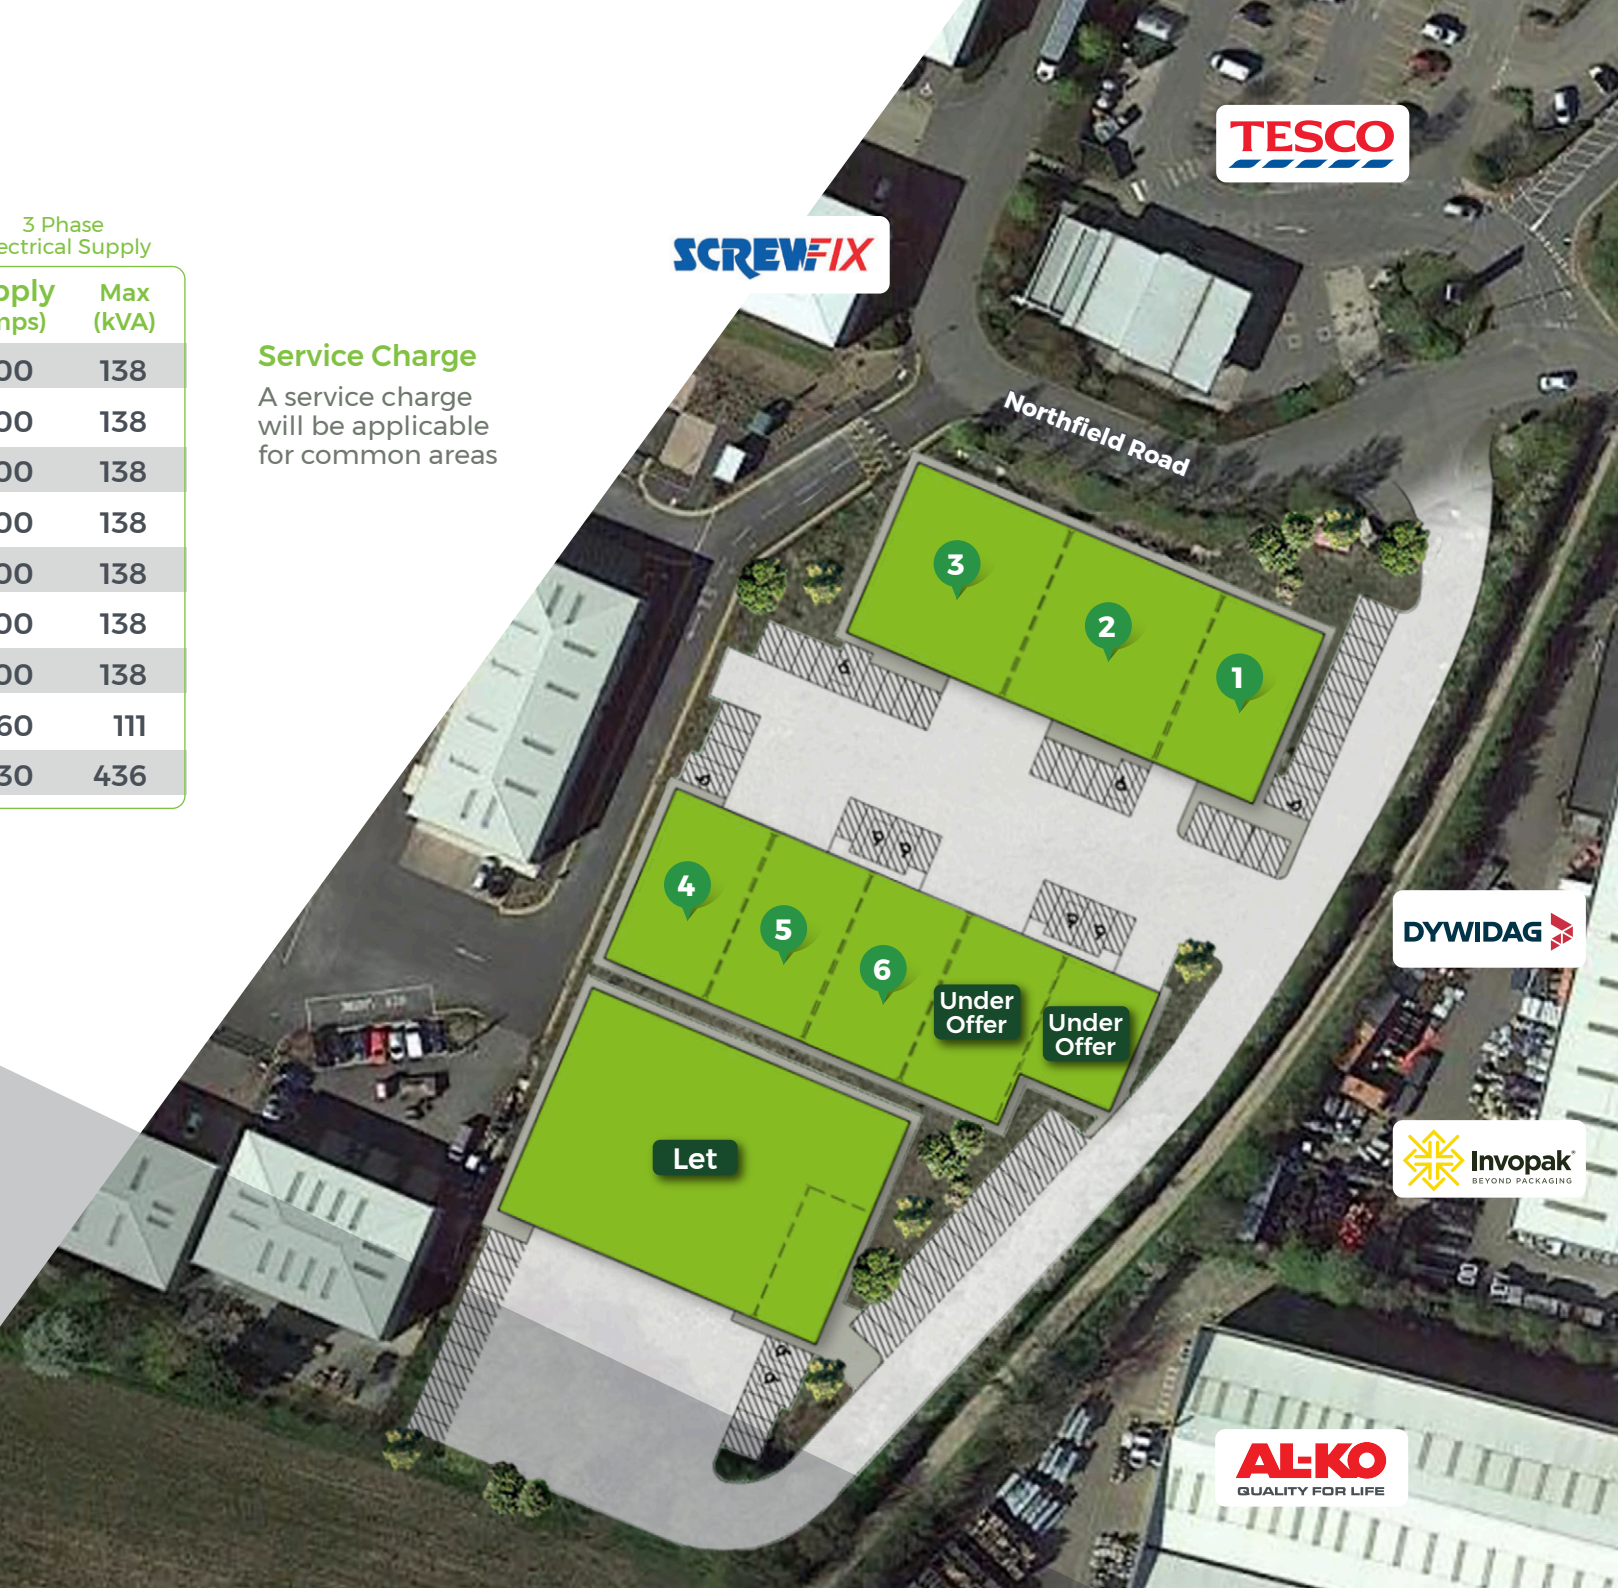 3 Phase
ectrical Supply
pply Max
nps) (kVA)
00 138
00 138
00 138
00 138
00 138
00 138
00 138
60 111
30 436
Service Charge
A service charge
will be applicable
for common areas
TESCO
SCREWFIX
Northfield Road
3
2
1
4
5
6
Under
Offer
Under
Offer
Let
DYWIDAG
Invopak®
BEYOND PACKAGING
AL-KO
QUALITY FOR LIFE